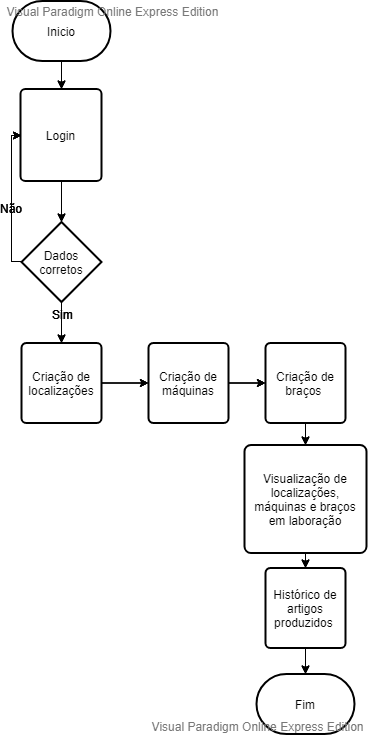 Visual Paradigm Online Express Edition
Inicio
Login
Não
Dados
corretos
Sim
Criação de
localizações
Criação de
máquinas
Criação de
braços
Visualização de
localizações,
máquinas e braços
em laboração
Histórico de
artigos
produzidos
Fim
Visual Paradigm Online Express Edition